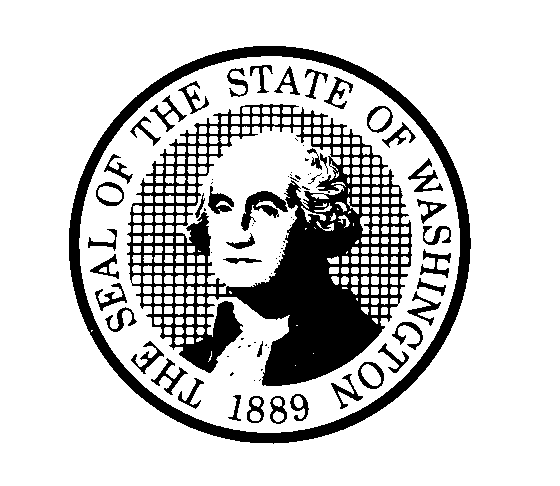 THE SEAL OF THE STATE OF WASHINGTON
1889